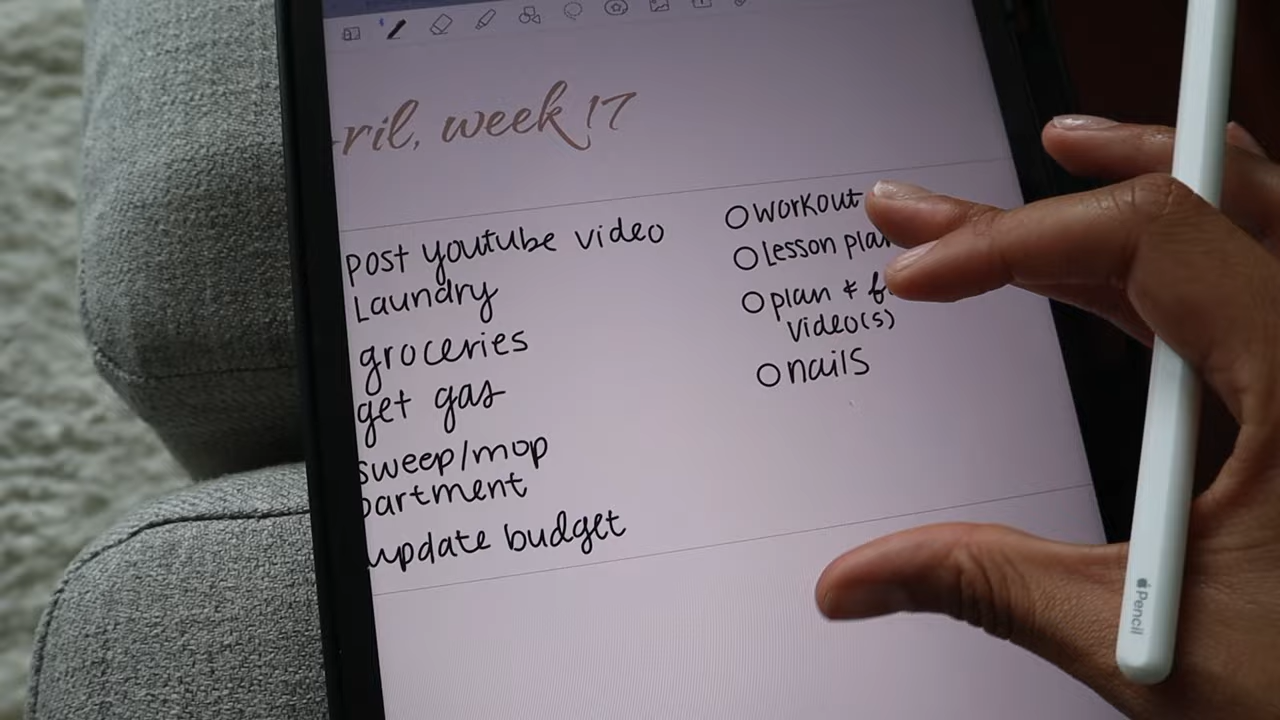 ril, week 17
post youtube video
Laundry
groceries
get gas
sweep/mop
partment
update budget
workout
Lesson plan
plan &
video(s)
nails
Pencil